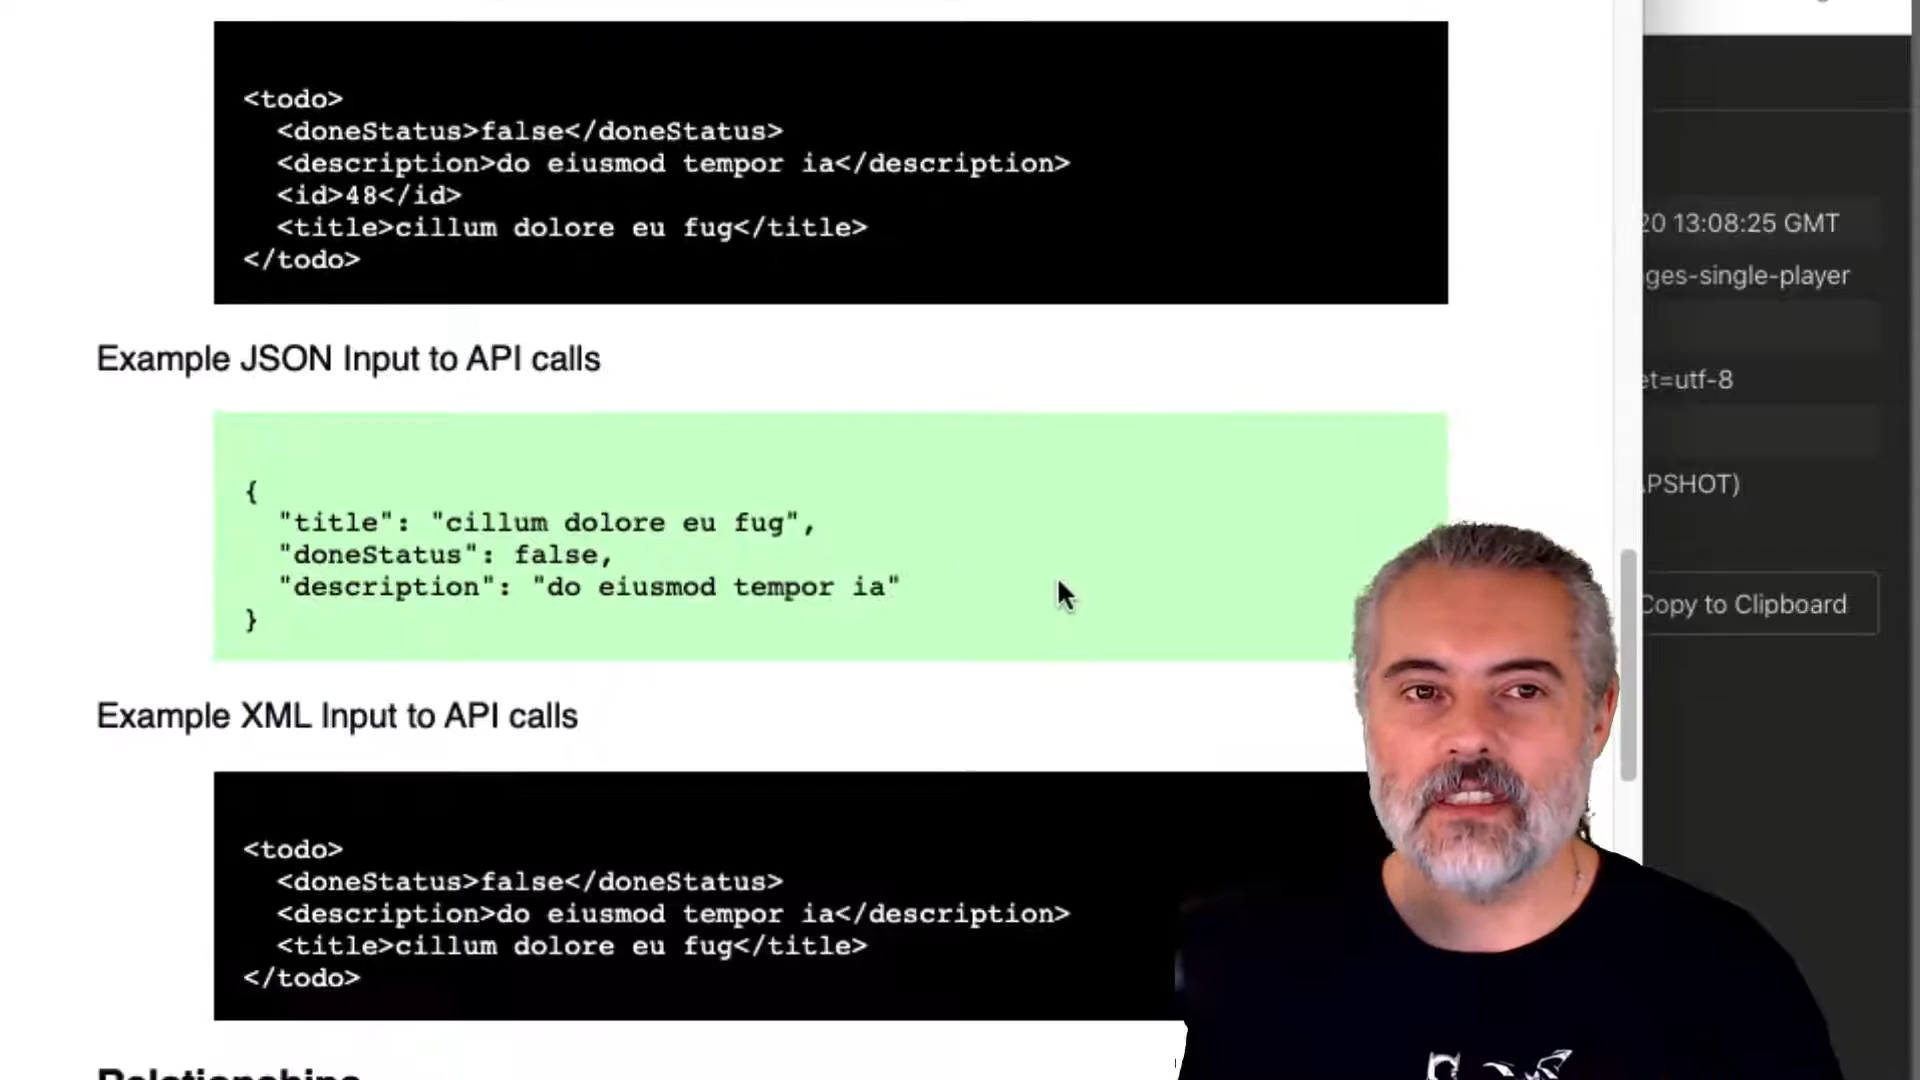 <todo>
<doneStatus>false</doneStatus>
<description>do eiusmod tempor ia</description>
<id>48</id>
<title>cillum dolore eu fug</title>
</todo>
Example JSON Input to API calls
{
"title": "cillum dolore eu fug",
"doneStatus": false,
"description": "do eiusmod tempor ia"
}
Example XML Input to API calls
<todo>
<doneStatus>false</doneStatus>
<description>do eiusmod tempor ia</description>
<title>cillum dolore eu fug</title>
</todo>
Relationships
20 13:08:25 GMT
ges-single-player
et=utf-8
APSHOT)
Copy to Clipboard